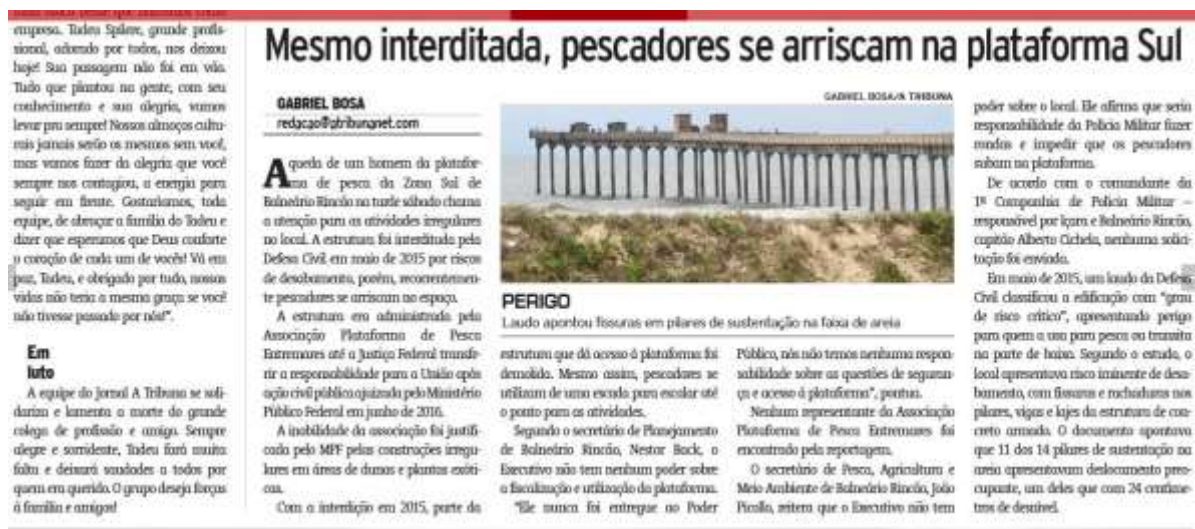 empresa. Tadeu Spilere, grande profis-
sional, adorado por todos, nos deixou
hoje! Sua passagem não foi em vão.
Tudo que plantou na gente, com seu
conhecimento e sua alegria, vamos
levar pra sempre! Nossos almoços cultu-
rais jamais serão os mesmos sem você,
mas vamos fazer da alegria que você
sempre nos contagiou, a energia para
seguir em frente. Gostaríamos, toda
equipe, de abraçar a família do Tadeu e
dizer que esperamos que Deus conforte
o coração de cada um de vocês! Vá em
paz, Tadeu, e obrigado por tudo, nossas
vidas não teria a mesma graça se você
não tivesse passado por nós!".
Em
luto
A equipe do jornal A Tribuna se soli-
dariza e lamenta a morte do grande
colega de profissão e amigo. Sempre
alegre e sorridente, Tadeu fará muita
falta e deixará saudades a todos por
quem era querido. O grupo deseja forças
à família e amigos!
Mesmo interditada, pescadores se arriscam na plataforma Sul
GABRIEL BOSA
redacao@atribunanet.com
A queda de um homem da platafor-
ma de pesca da Zona Sul de
Balneário Rincão na tarde sábado chama
a atenção para as atividades irregulares
no local. A estrutura foi interditada pela
Defesa Civil em maio de 2015 por riscos
de desabamento, porém, recorrentemen-
te pescadores se arriscam no espaço.
A estrutura era administrada pela
Associação Plataforma de Pesca
Entremares até a Justiça Federal transfe-
rir a responsabilidade para a União após
ação civil pública ajuizada pelo Ministério
Público Federal em junho de 2016.
A inabilidade da associação foi justifi-
cada pelo MPF pelas construções irregu-
lares em áreas de dunas e plantas exóti-
cas.
Com a interdição em 2015, parte da
GABRIEL BOSA/A TRIBUNA
PERIGO
Laudo apontou fissuras em pilares de sustentação na faixa de areia
estrutura que dá acesso à plataforma foi
demolida. Mesmo assim, pescadores se
utilizam de uma escada para escalar até
o ponto para as atividades.
Segundo o secretário de Planejamento
de Balneário Rincão, Nestor Back, o
Executivo não tem nenhum poder sobre
a fiscalização e utilização da plataforma.
"Ele nunca foi entregue ao Poder
Público, nós não temos nenhuma respon-
sabilidade sobre as questões de seguran-
ça e acesso à plataforma", pontua.
Nenhum representante da Associação
Plataforma de Pesca Entremares foi
encontrado pela reportagem.
O secretário de Pesca, Agricultura e
Meio Ambiente de Balneário Rincão, João
Picollo, reitera que o Executivo não tem
poder sobre o local. Ele afirma que seria
responsabilidade da Polícia Militar fazer
rondas e impedir que os pescadores
subam na plataforma.
De acordo com o comandante da
1ª Companhia de Polícia Militar –
responsável por Içara e Balneário Rincão,
capitão Alberto Cichela, nenhuma solici-
tação foi enviada.
Em maio de 2015, um laudo da Defesa
Civil classificou a edificação com "grau
de risco crítico", apresentando perigo
para quem a usa para pesca ou transita
na parte de baixo. Segundo o estudo, o
local apresentava risco iminente de desa-
bamento, com fissuras e rachaduras nos
pilares, vigas e lajes da estrutura de con-
creto armado. O documento apontava
que 11 dos 14 pilares de sustentação na
areia apresentavam deslocamento preo-
cupante, um deles que com 24 centíme-
tros de desnível.